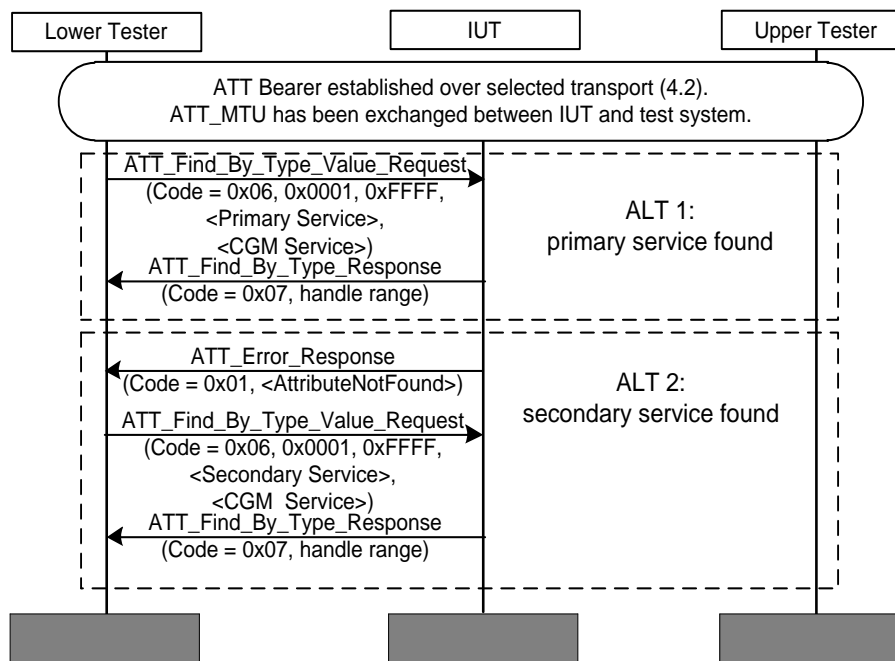 Lower Tester
IUT
Upper Tester
ATT Bearer established over selected transport (4.2).
ATT_MTU has been exchanged between IUT and test system.
ATT_Find_By_Type_Value_Request
(Code = 0x06, 0x0001, 0xFFFF,
<Primary Service>,
<CGM Service>)
ATT_Find_By_Type_Response
(Code = 0x07, handle range)
ALT 1:
primary service found
ATT_Error_Response
(Code = 0x01, <AttributeNotFound>)
ATT_Find_By_Type_Value_Request
(Code = 0x06, 0x0001, 0xFFFF,
<Secondary Service>,
<CGM  Service>)
ATT_Find_By_Type_Response
(Code = 0x07, handle range)
ALT 2:
secondary service found